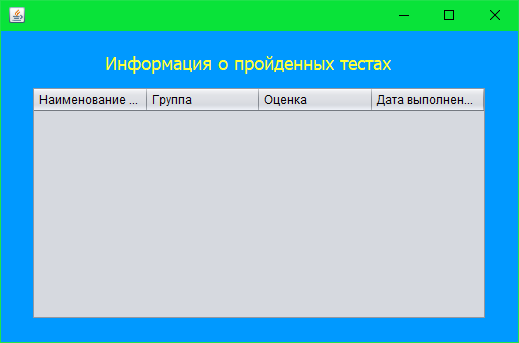 Информация о пройденных тестах
Наименование ... Группа Оценка Дата выполнен...